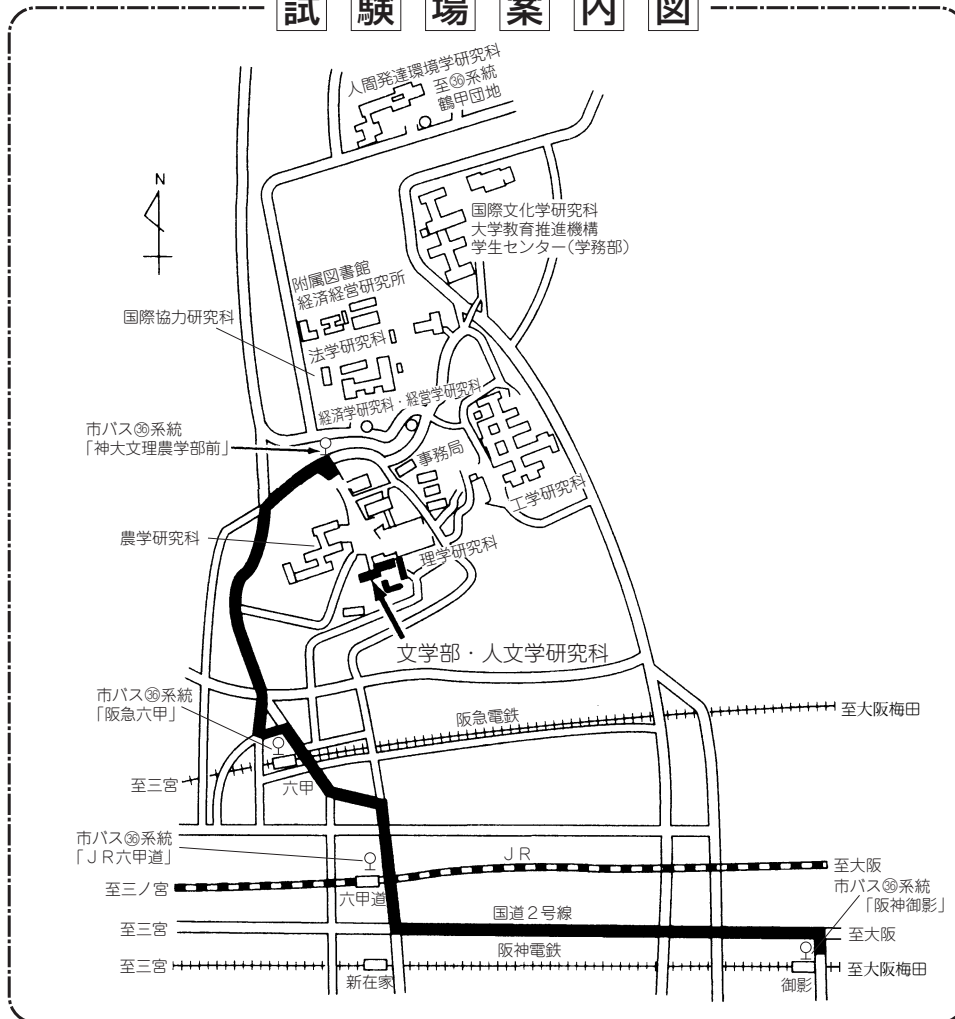 試験場案内図
人間発達環境学研究科
至㊱系統
鶴甲団地
N
国際文化学研究科
大学教育推進機構
学生センター(学務部)
附属図書館
経済経営研究所
国際協力研究科
法学研究科
経済学研究科・経営学研究科
市バス㊱系統
「神大文理農学部前」
事務局
工学研究科
農学研究科
理学研究科
文学部・人文学研究科
市バス㊱系統
「阪急六甲」
阪急電鉄
至大阪梅田
至三宮
六甲
市バス㊱系統
「JR六甲道」
JR
至大阪
至三ノ宮
六甲道
市バス㊱系統
「阪神御影」
国道2号線
至三宮
至大阪
阪神電鉄
至三宮
新在家
御影
至大阪梅田